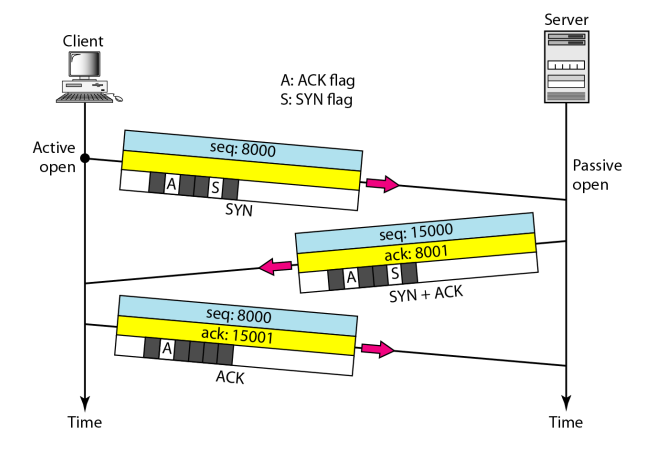 Server
Client
A: ACK flag
S: SYN flag
Active
open
seq: 8000
A S
SYN
Passive
open
seq: 15000
ack: 8001
A S
SYN + ACK
seq: 8000
ack: 15001
A
ACK
Time
Time